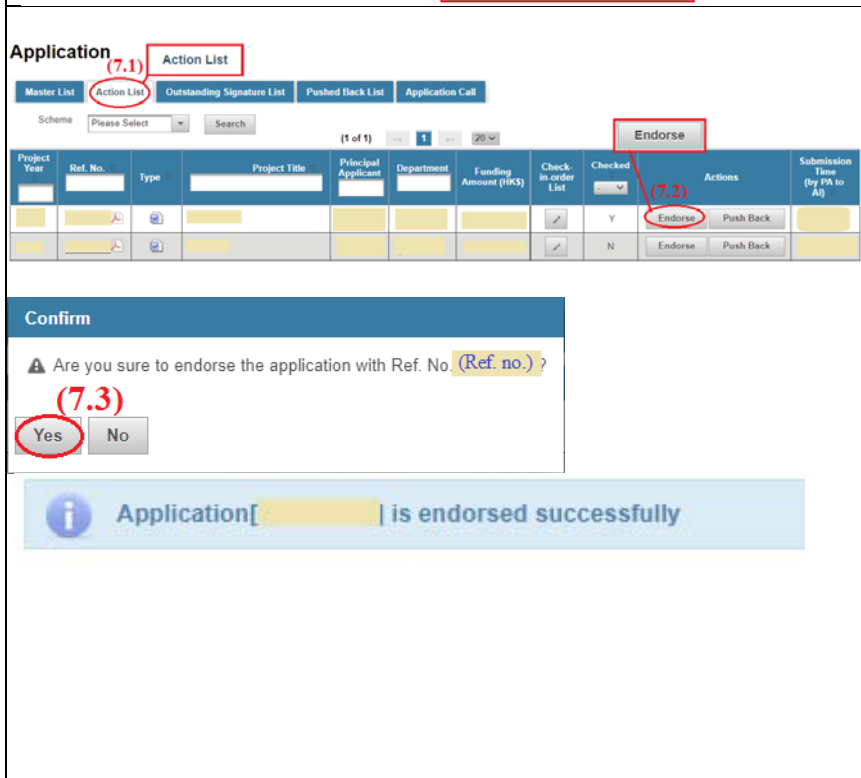 Application
(7.1)
Action List
Master List Action List Outstanding Signature List Pushed Back List Application Call
Scheme Please Select Search
(1 of 1) 1 20
Endorse
Project Year Ref. No. Type Project Title Principal Applicant Department Funding Amount (HK$) Check-in-order List Checked - Actions Submission Time (by PA to AI)
(7.2)
Y Endorse Push Back
N Endorse Push Back
Confirm
Are you sure to endorse the application with Ref. No. (Ref. no.) ?
(7.3)
Yes No
Application[ ] is endorsed successfully